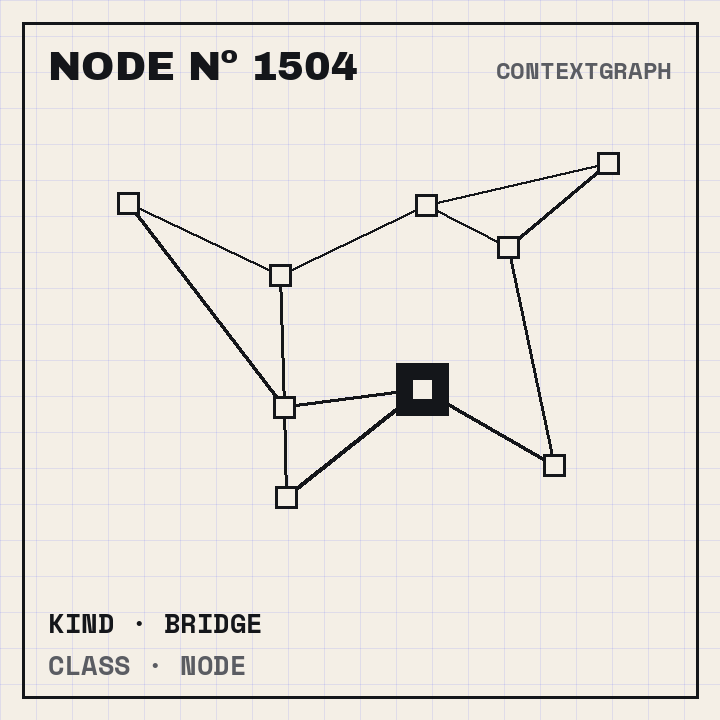 NODE Nº 1504
CONTEXTGRAPH
KIND · BRIDGE
CLASS · NODE